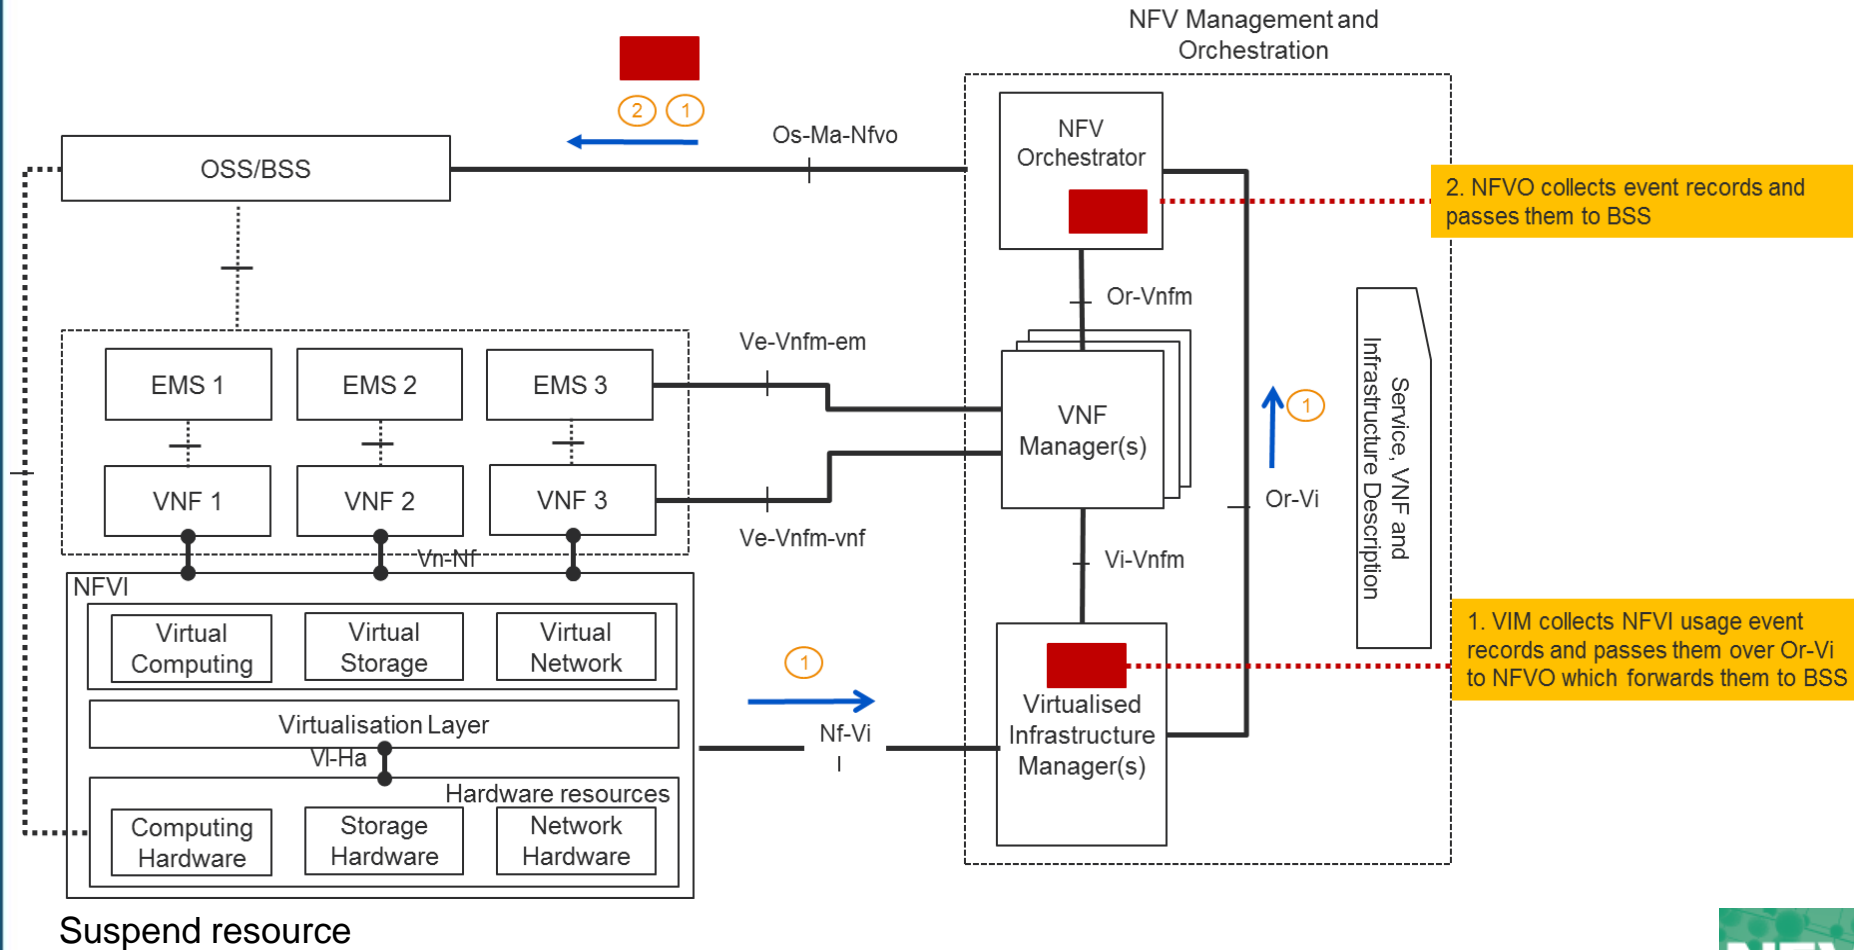 NFV Management and
Orchestration
2 1
Os-Ma-Nfvo
OSS/BSS
NFV
Orchestrator
2. NFVO collects event records and
passes them to BSS
Or-Vnfm
Ve-Vnfm-em
EMS 1
EMS 2
EMS 3
VNF
Manager(s)
1
Service, VNF and
Infrastructure Description
VNF 1
VNF 2
VNF 3
Or-Vi
Ve-Vnfm-vnf
Vn-Nf
Vi-Vnfm
NFVI
Virtual
Computing
Virtual
Storage
Virtual
Network
1
1. VIM collects NFVI usage event
records and passes them over Or-Vi
to NFVO which forwards them to BSS
Virtualisation Layer
Nf-Vi
Virtualised
Infrastructure
Manager(s)
Vl-Ha
Hardware resources
Computing
Hardware
Storage
Hardware
Network
Hardware
Suspend resource
NFV